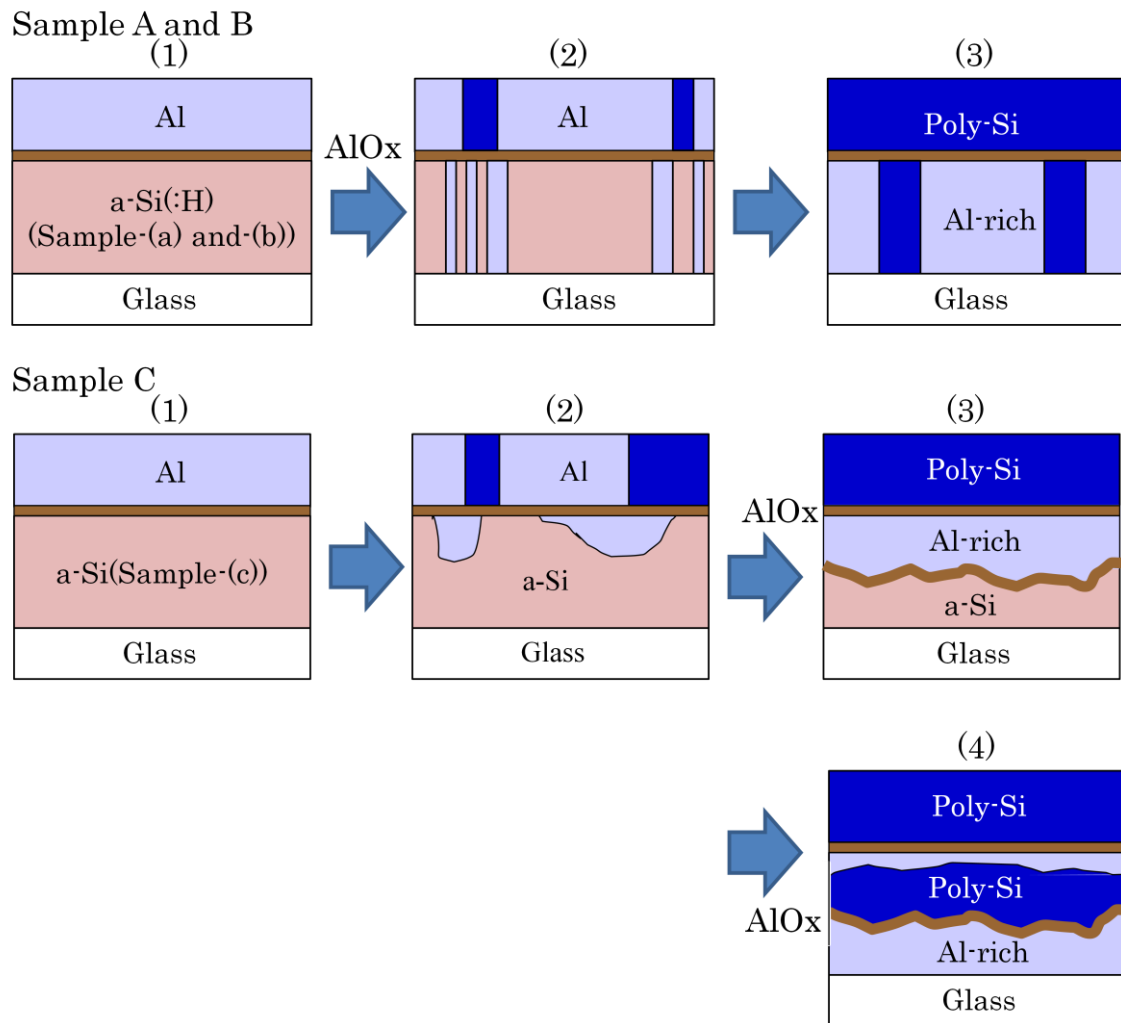 Sample A and B
(1)
(2)
(3)
Al
AlOx
Al
Poly-Si
a-Si(:H)
(Sample-(a) and-(b))
Al-rich
Glass
Glass
Glass
Sample C
(1)
(2)
(3)
Al
Al
Poly-Si
AlOx
Al-rich
a-Si(Sample-(c))
a-Si
a-Si
Glass
Glass
Glass
(4)
Poly-Si
Poly-Si
AlOx
Al-rich
Glass